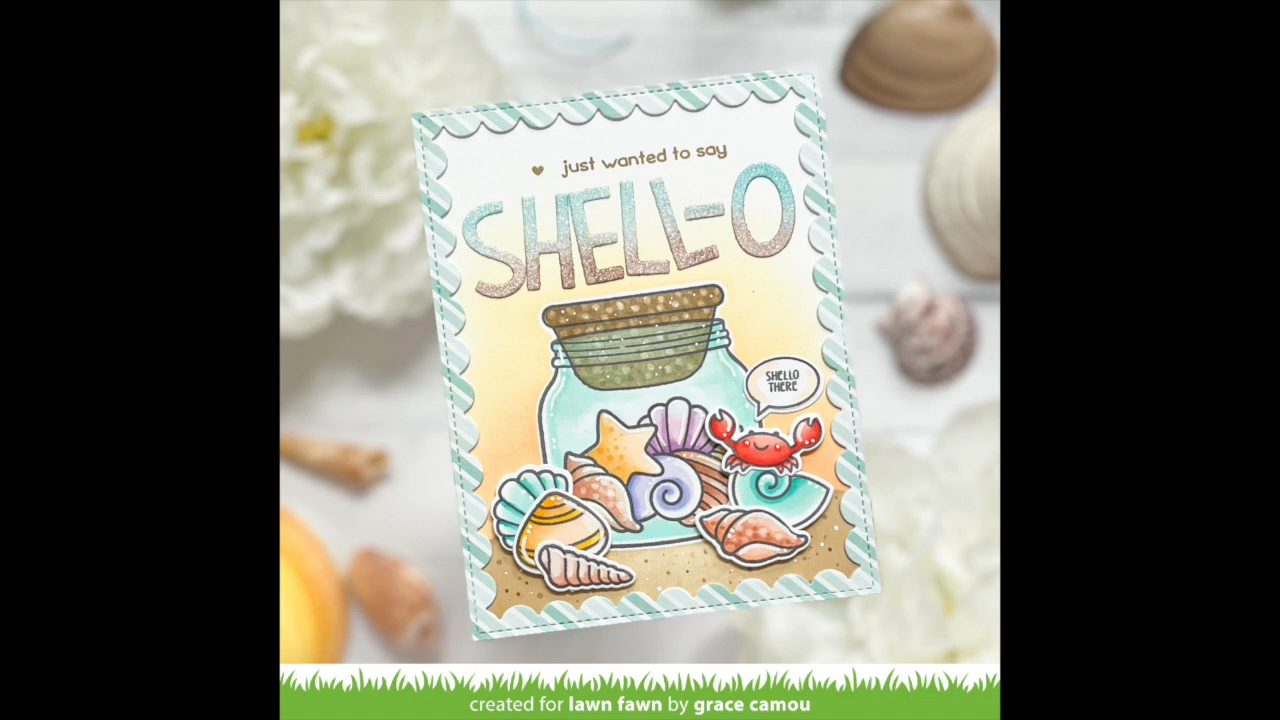 just wanted to say
SHELL-O
SHELLO
THERE
created for lawn fawn by grace camou